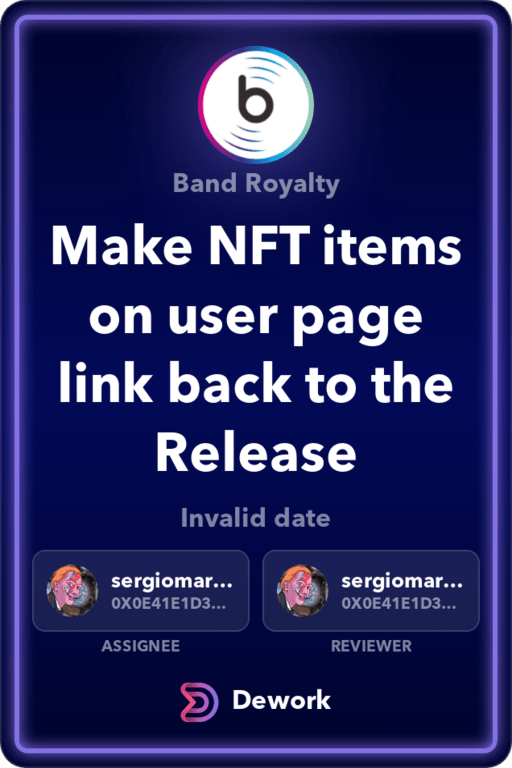 b
Band Royalty
Make NFT items
on user page
link back to the
Release
Invalid date
sergiomar...
0X0E41E1D3...
ASSIGNEE
sergiomar...
0X0E41E1D3...
REVIEWER
Dework